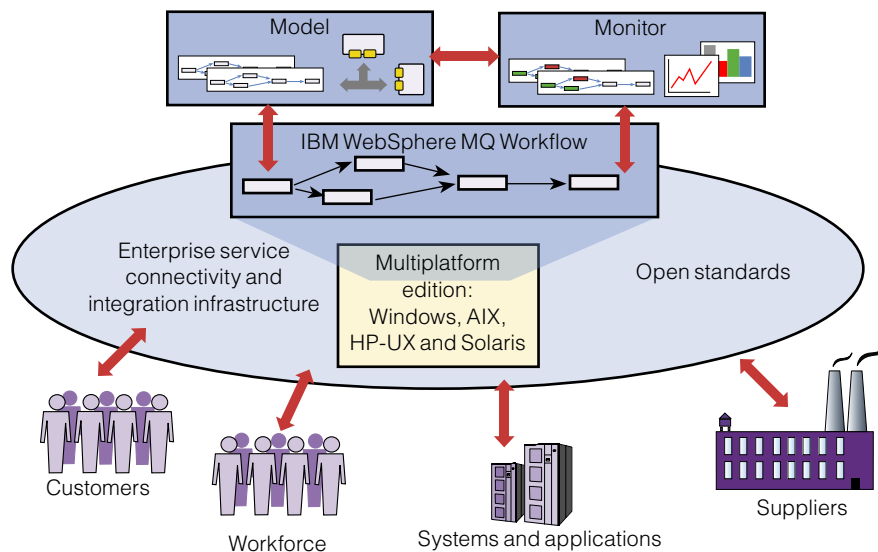 Model
Monitor
IBM WebSphere MQ Workflow
Enterprise service
connectivity and
integration infrastructure
Multiplatform
edition:
Windows, AIX,
HP-UX and Solaris
Open standards
Customers
Workforce
Systems and applications
Suppliers